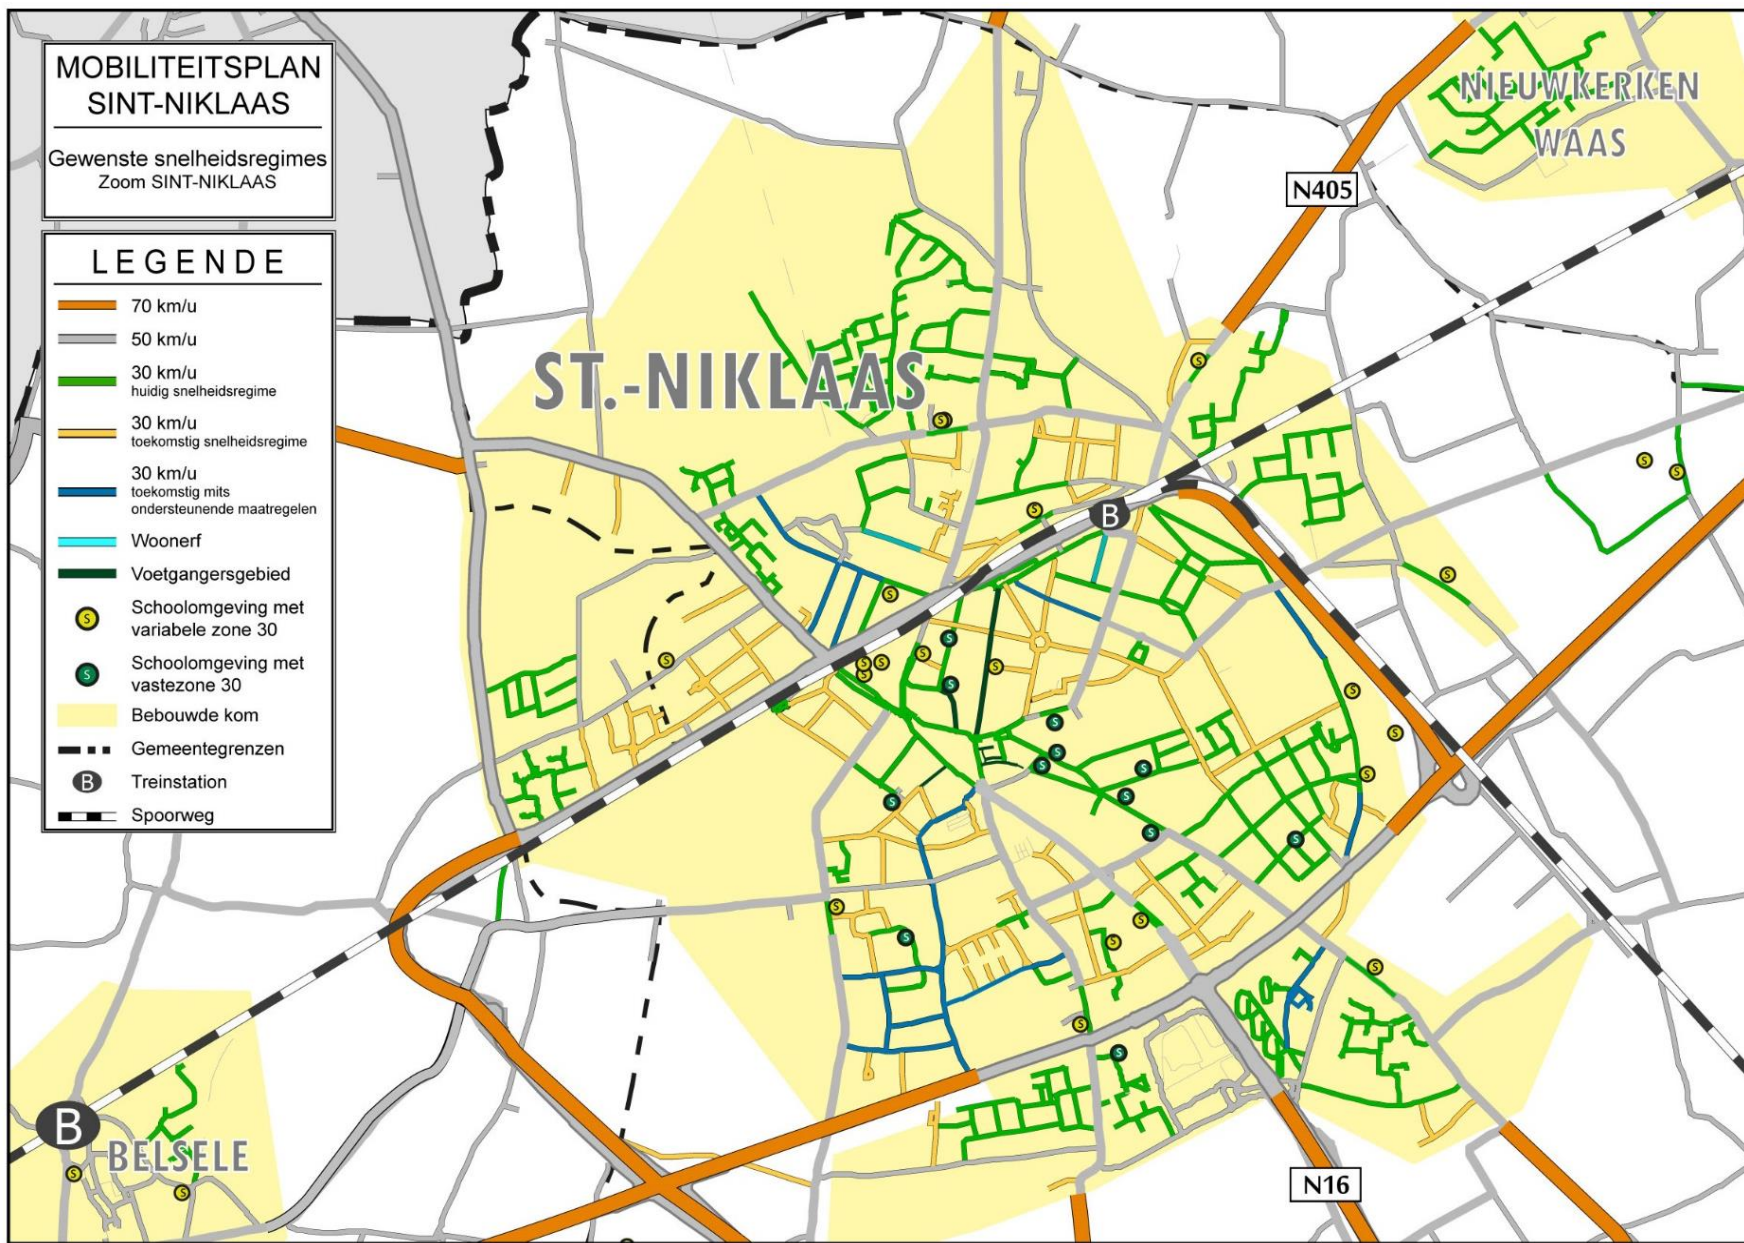 MOBILITEITSPLAN
SINT-NIKLAAS
Gewenste snelheidsregimes
Zoom SINT-NIKLAAS
LEGENDE
70 km/u
50 km/u
30 km/u
huidig snelheidsregime
30 km/u
toekomstig snelheidsregime
30 km/u
toekomstig mits
ondersteunende maatregelen
Woonerf
Voetgangersgebied
S Schoolomgeving met
variabele zone 30
S Schoolomgeving met
vastezone 30
Bebouwde kom
Gemeentegrenzen
B Treinstation
Spoorweg
NIEUWKERKEN
WAAS
N405
ST.-NIKLAAS
B
B
BELSELE
N16